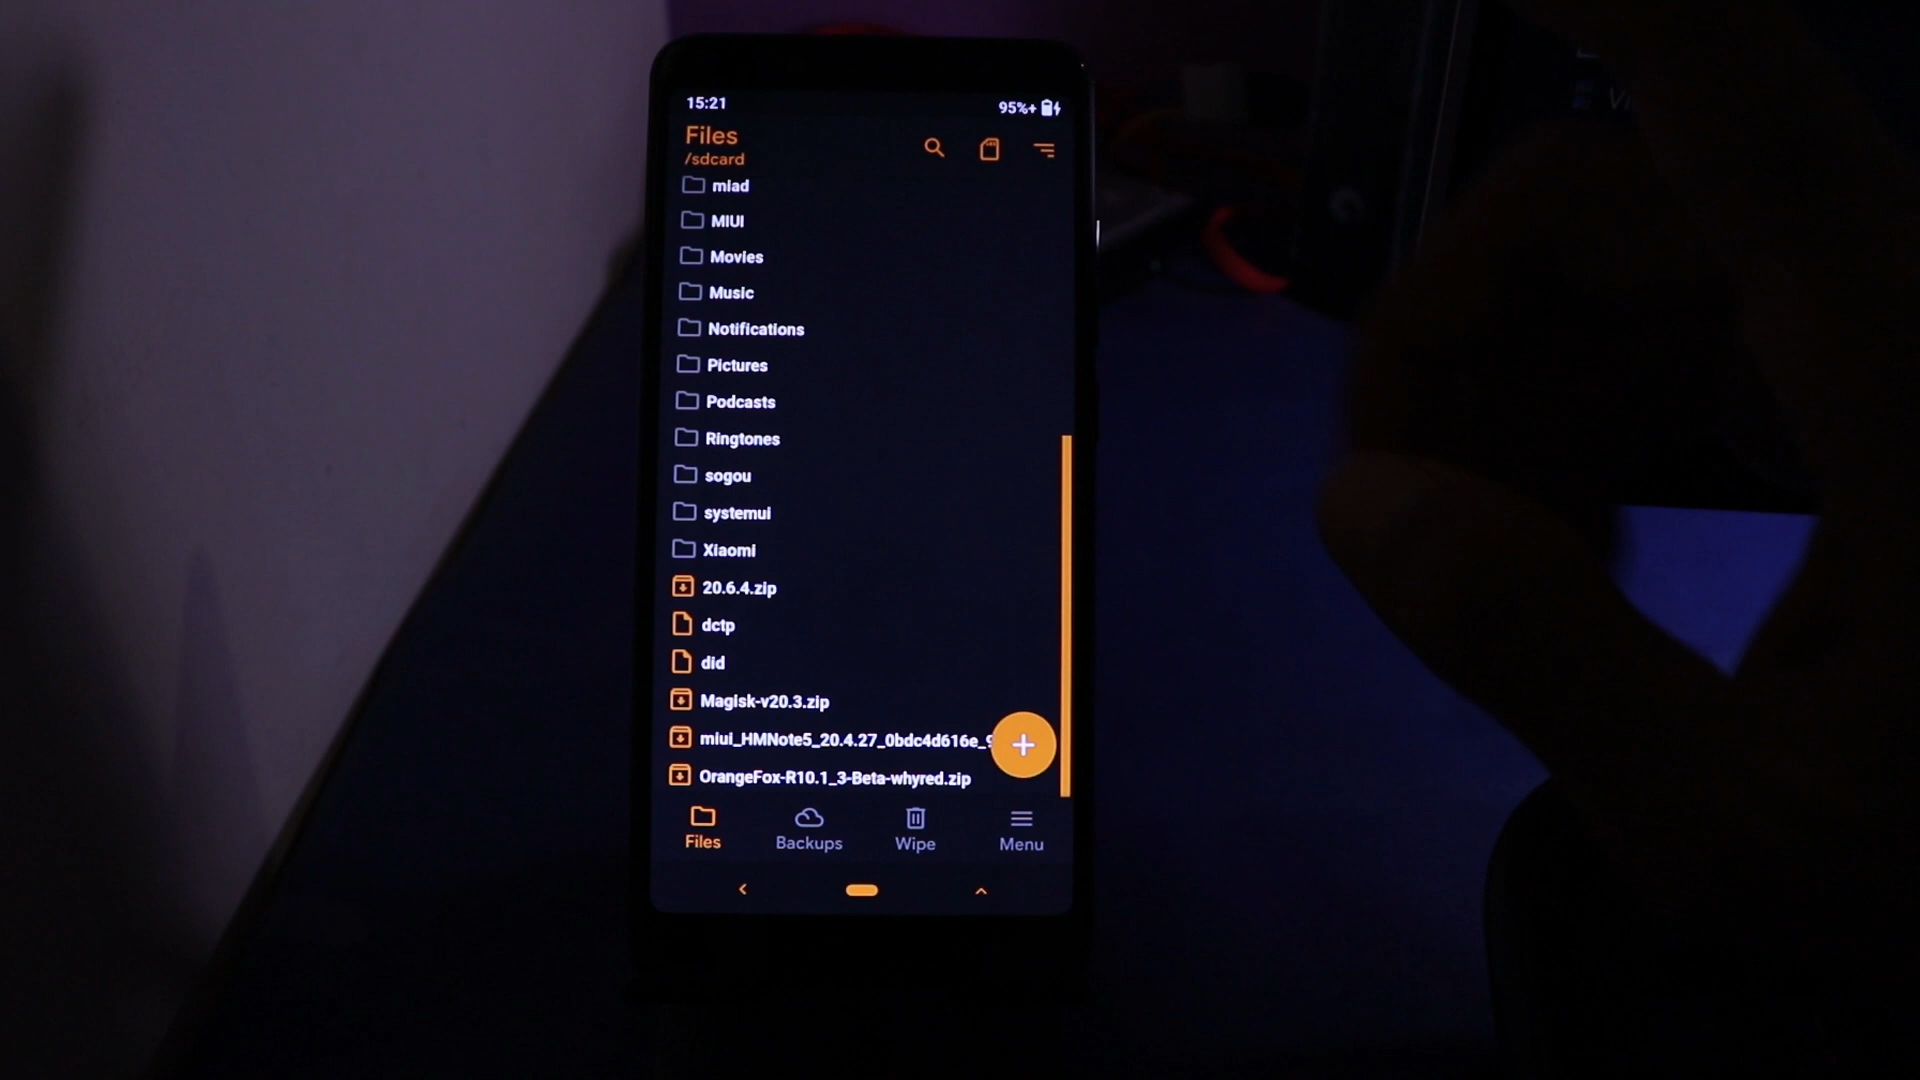 15:21
95%+
Files
/sdcard
miad
MIUI
Movies
Music
Notifications
Pictures
Podcasts
Ringtones
sogou
systemui
Xiaomi
20.6.4.zip
dctp
did
Magisk-v20.3.zip
miui_HMNote5_20.4.27_0bdc4d616e_9
OrangeFox-R10.1_3-Beta-whyred.zip
Files
Backups
Wipe
Menu